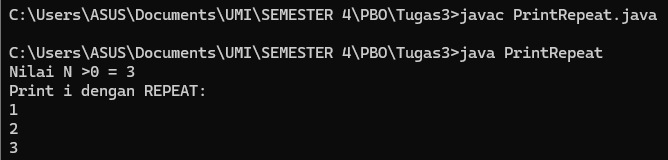 C:\Users\ASUS\Documents\UMI\SEMESTER 4\PBO\Tugas3>javac PrintRepeat.java
C:\Users\ASUS\Documents\UMI\SEMESTER 4\PBO\Tugas3>java PrintRepeat
Nilai N >0 = 3
Print i dengan REPEAT:
1
2
3